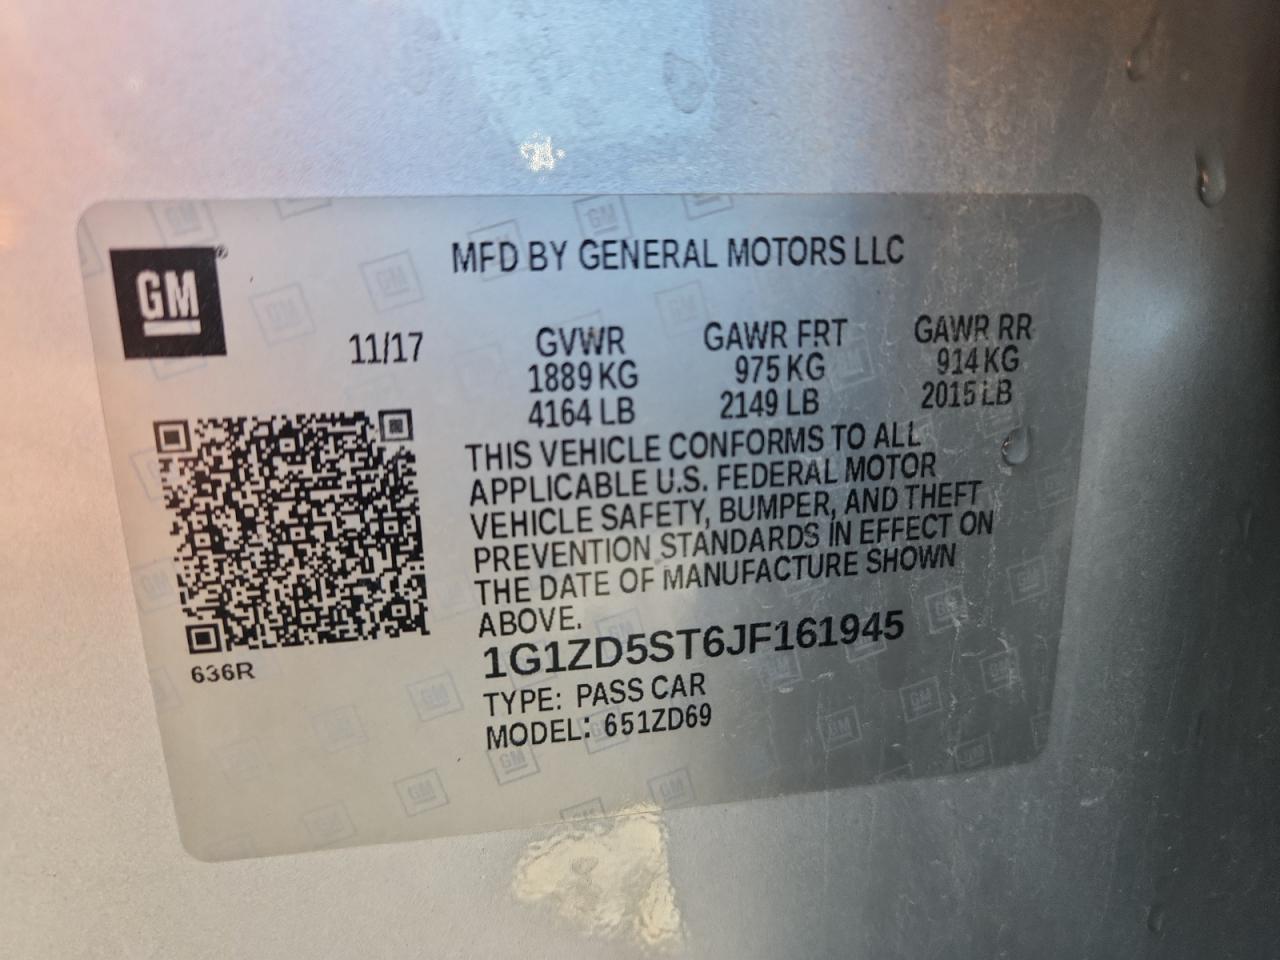 GM
MFD BY GENERAL MOTORS LLC
11/17
GVWR GAWR FRT GAWR RR
1889 KG 975 KG 914 KG
4164 LB 2149 LB 2015 LB
THIS VEHICLE CONFORMS TO ALL
APPLICABLE U.S. FEDERAL MOTOR
VEHICLE SAFETY, BUMPER, AND THEFT
PREVENTION STANDARDS IN EFFECT ON
THE DATE OF MANUFACTURE SHOWN
ABOVE.
1G1ZD5ST6JF161945
636R
TYPE: PASS CAR
MODEL: 651ZD69